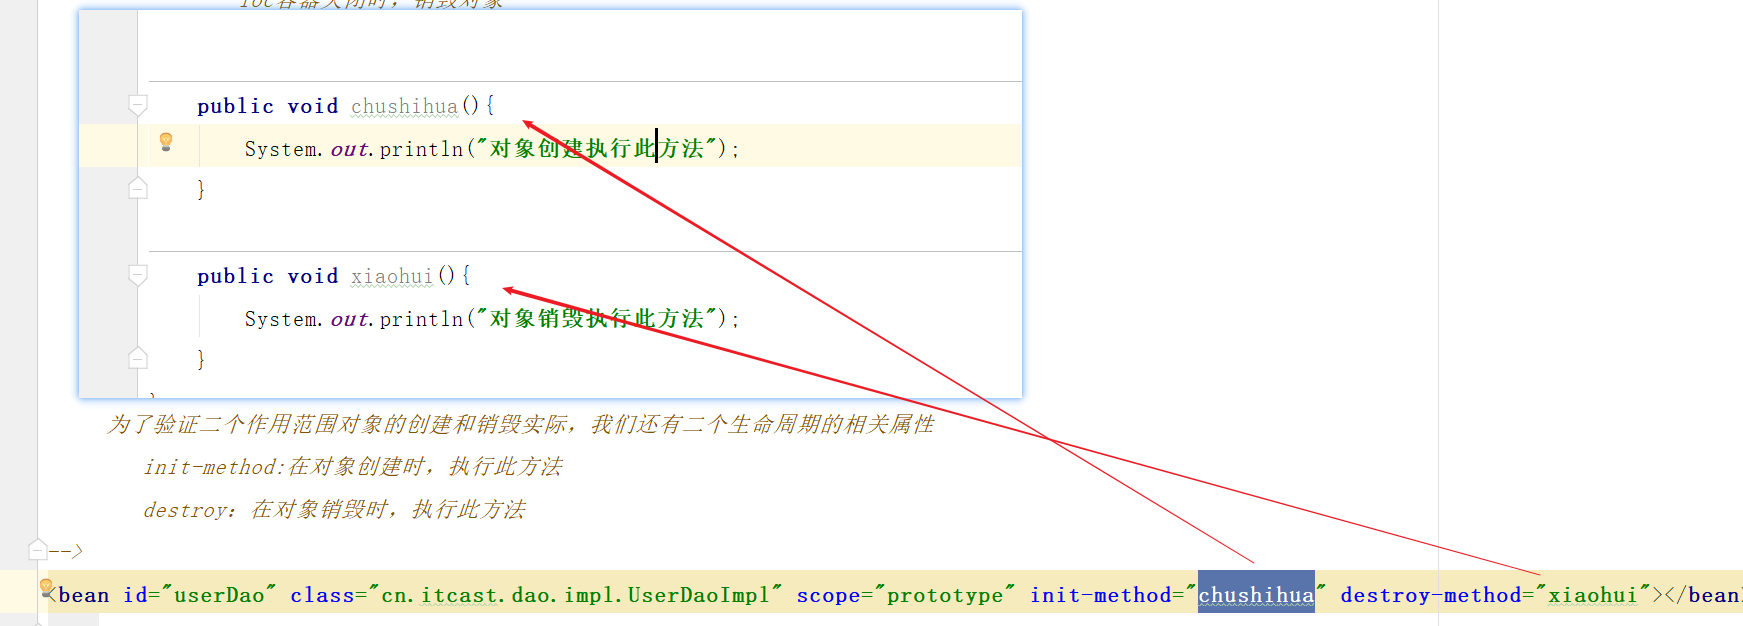 ioc容器关闭时，销毁对象
public void chushihua(){
System.out.println("对象创建执行此方法");
}
public void xiaohui(){
System.out.println("对象销毁执行此方法");
}
为了验证二个作用范围对象的创建和销毁实际，我们还有二个生命周期的相关属性
init-method:在对象创建时，执行此方法
destroy：在对象销毁时，执行此方法
-->
<bean id="userDao" class="cn.itcast.dao.impl.UserDaoImpl" scope="prototype" init-method="chushihua" destroy-method="xiaohui"></bean